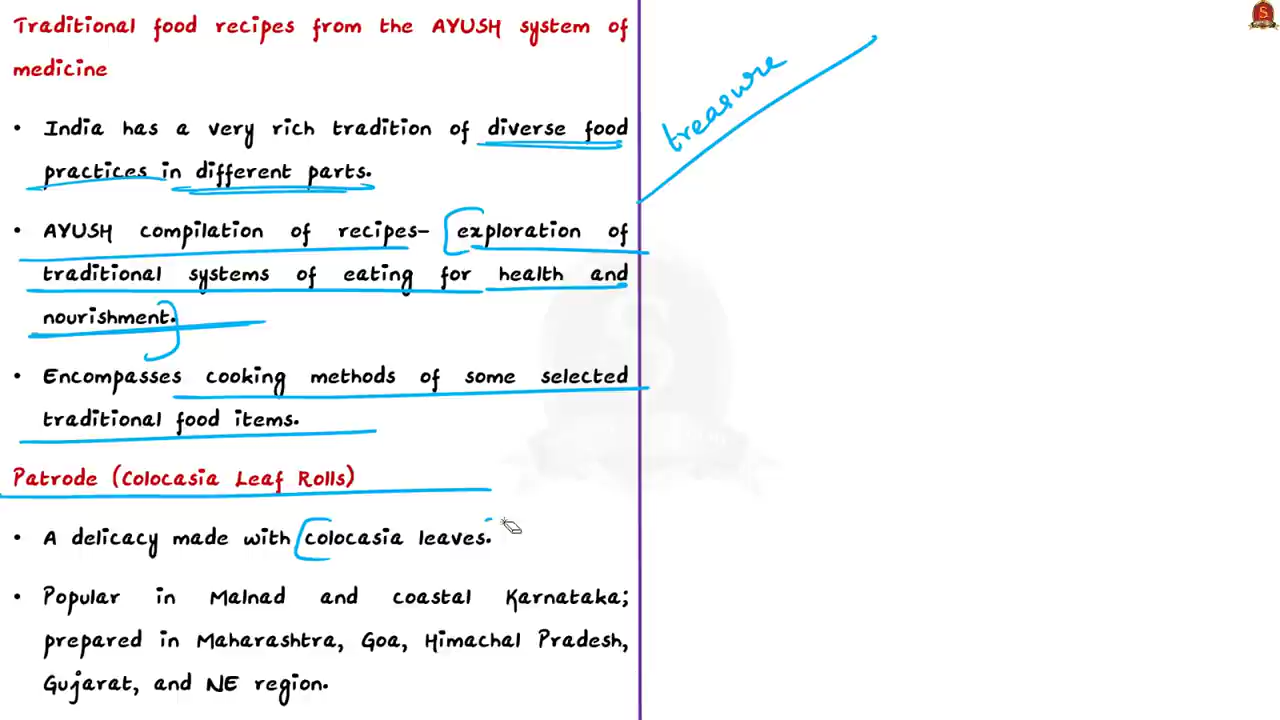 Traditional food recipes from the AYUSH system of
medicine
• India has a very rich tradition of diverse food
practices in different parts.
• AYUSH compilation of recipes- exploration of
traditional systems of eating for health and
nourishment.
• Encompasses cooking methods of some selected
traditional food items.
Patrode (Colocasia Leaf Rolls)
• A delicacy made with colocasia leaves.
• Popular in Malnad and coastal Karnataka;
prepared in Maharashtra, Goa, Himachal Pradesh,
Gujarat, and NE region.
treasure